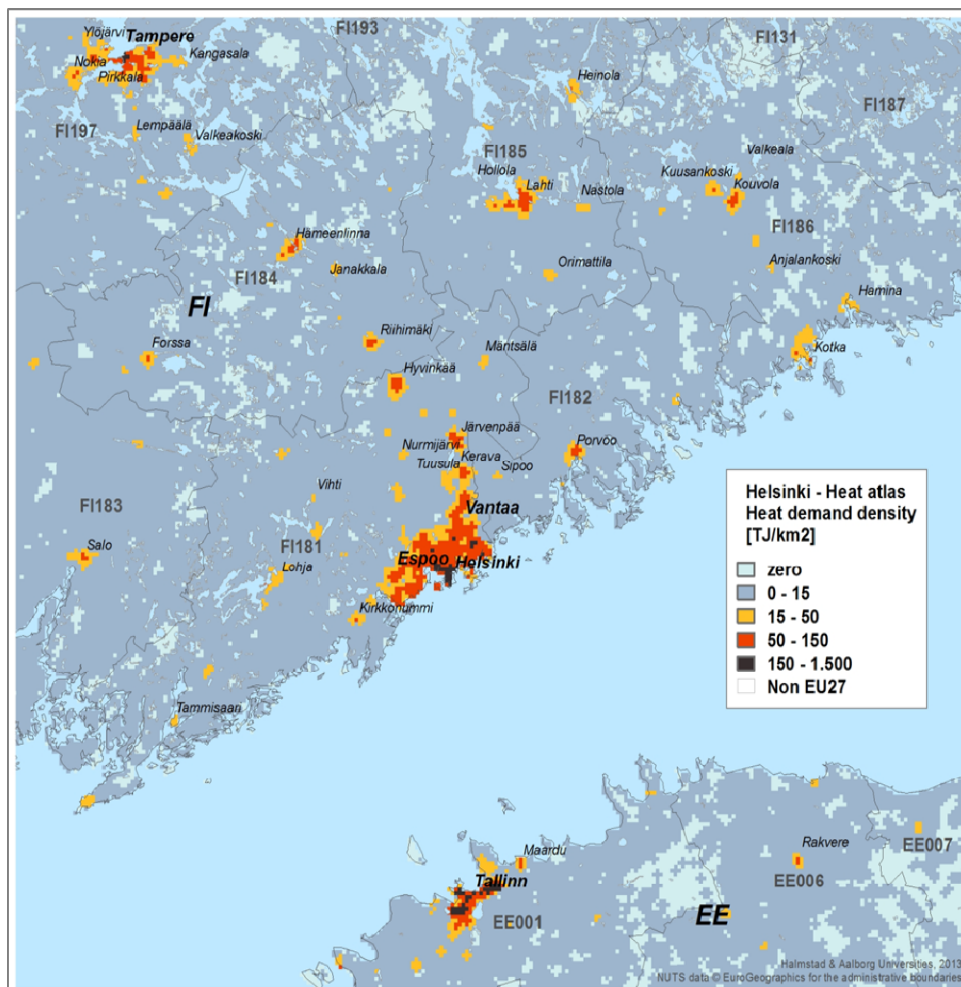 FI193
Ylöjärvi
Tampere
FI131
Nokia
Kangasala
Pirkkala
Heinola
FI187
FI197
Lempäälä
Valkeakoski
FI185
Valkeala
Hollola
Kuusankoski
Lahti
Nastola
Kouvola
Hämeenlinna
FI186
FI184
Janakkala
Orimattila
Anjalankoski
FI
Hamina
Riihimäki
Forssa
Mäntsälä
Kotka
Hyvinkää
FI182
Järvenpää
Nurmijärvi
Porvoo
Kerava
Tuusula
Sipoo
Vihti
FI183
Vantaa
Salo
FI181
Espoo
Helsinki
Lohja
Kirkkonummi
Tammisaari
Helsinki - Heat atlas
Heat demand density
[TJ/km2]
zero
0 - 15
15 - 50
50 - 150
150 - 1.500
Non EU27
Maardu
Rakvere
EE007
Tallinn
EE006
EE001
EE
Halmstad & Aalborg Universities, 2013
NUTS data © EuroGeographics for the administrative boundaries